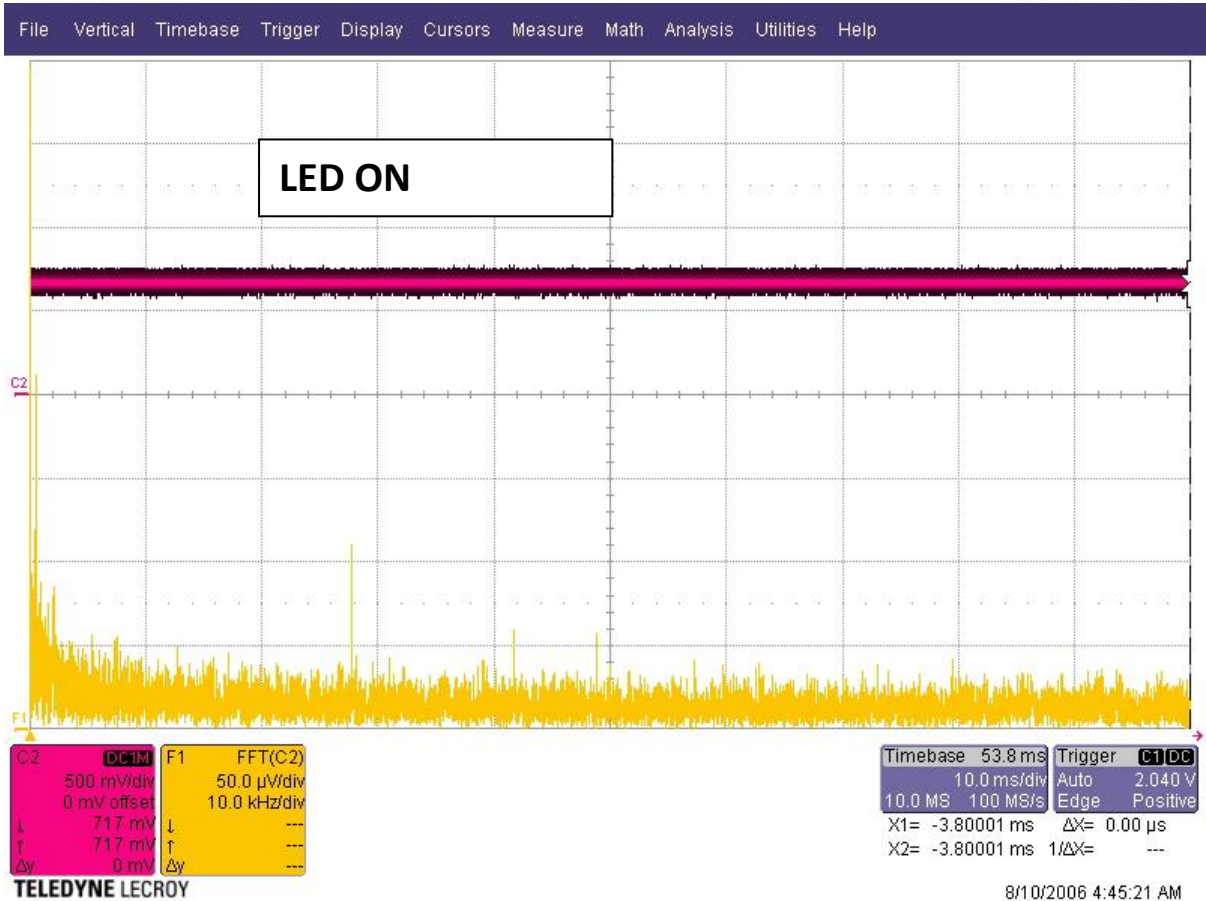 File Vertical Timebase Trigger Display Cursors Measure Math Analysis Utilities Help
LED ON
C2
F1
C2 DC1M
500 mV/div
0 mV offset
↓ 717 mV
↑ 717 mV
Δy 0 mV
F1 FFT(C2)
50.0 µV/div
10.0 kHz/div
↓ ---
↑ ---
Δy ---
Timebase 53.8 ms
10.0 ms/div
10.0 MS 100 MS/s
Trigger C1 DC
Auto 2.040 V
Edge Positive
X1= -3.80001 ms ΔX= 0.00 µs
X2= -3.80001 ms 1/ΔX= ---
TELEDYNE LECROY
8/10/2006 4:45:21 AM